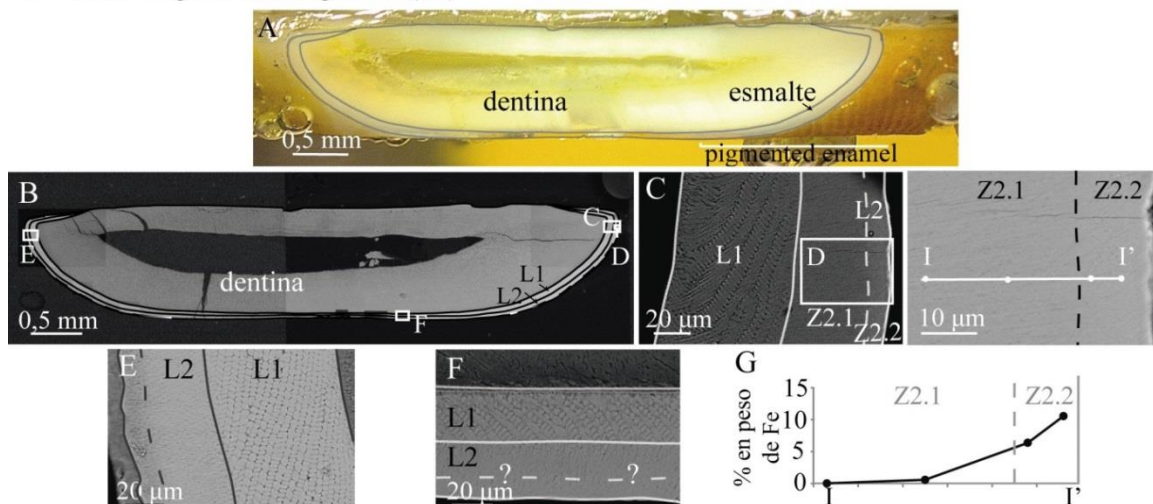 A
dentina
esmalte
0,5 mm
pigmented enamel
B
C
E
D
dentina
L1
L2
F
0,5 mm
C
L2
L1
D
20 μm
Z2.1
Z2.2
Z2.1
Z2.2
I
I'
10 μm
E
L2
L1
20 μm
F
L1
L2
?
?
20 μm
G
% en peso
de Fe
15
10
5
0
Z2.1
Z2.2
I
I'